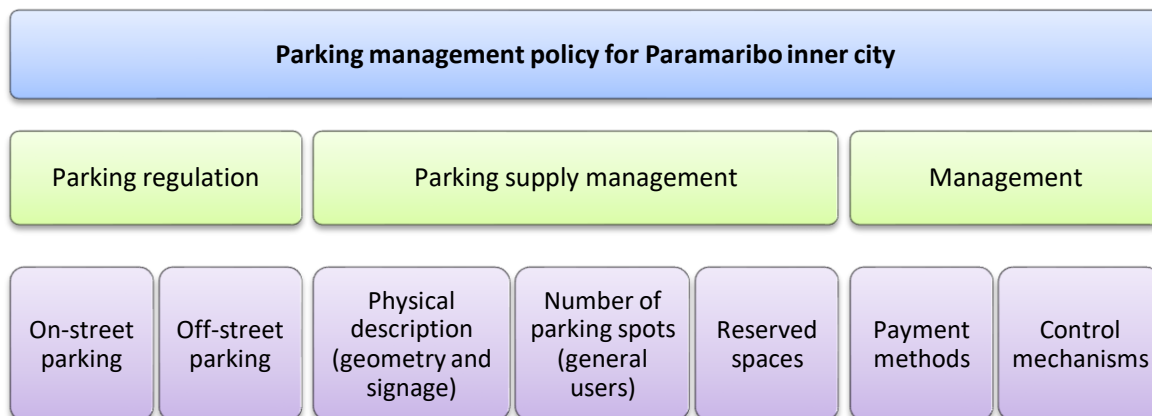 Parking management policy for Paramaribo inner city
Parking regulation
Parking supply management
Management
On-street
parking
Off-street
parking
Physical
description
(geometry and
signage)
Number of
parking spots
(general
users)
Reserved
spaces
Payment
methods
Control
mechanisms